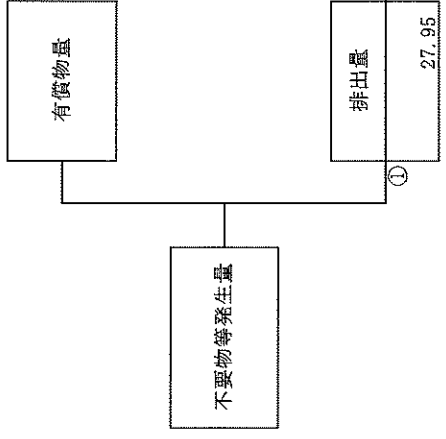 有償物量
不要物等発生量
①
排出量
27.95